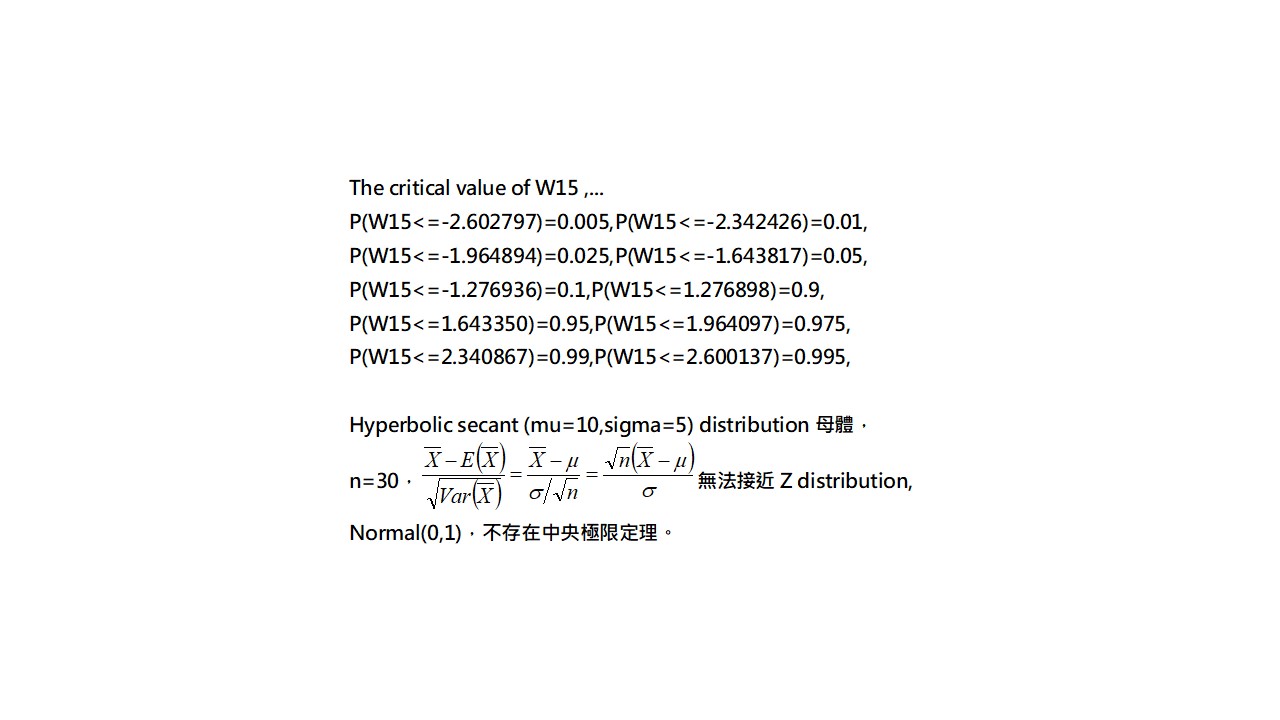 The critical value of W15 ,...
P(W15<=-2.602797)=0.005,P(W15<=-2.342426)=0.01,
P(W15<=-1.964894)=0.025,P(W15<=-1.643817)=0.05,
P(W15<=-1.276936)=0.1,P(W15<=1.276898)=0.9,
P(W15<=1.643350)=0.95,P(W15<=1.964097)=0.975,
P(W15<=2.340867)=0.99,P(W15<=2.600137)=0.995,
Hyperbolic secant (mu=10,sigma=5) distribution 母體，
n=30， \frac{\overline{X}-E(\overline{X})}{\sqrt{Var(\overline{X})}}=\frac{\overline{X}-μ}{σ/\sqrt{n}}=\frac{\sqrt{n}(\overline{X}-μ)}{σ} 無法接近 Z distribution,
Normal(0,1)，不存在中央極限定理。